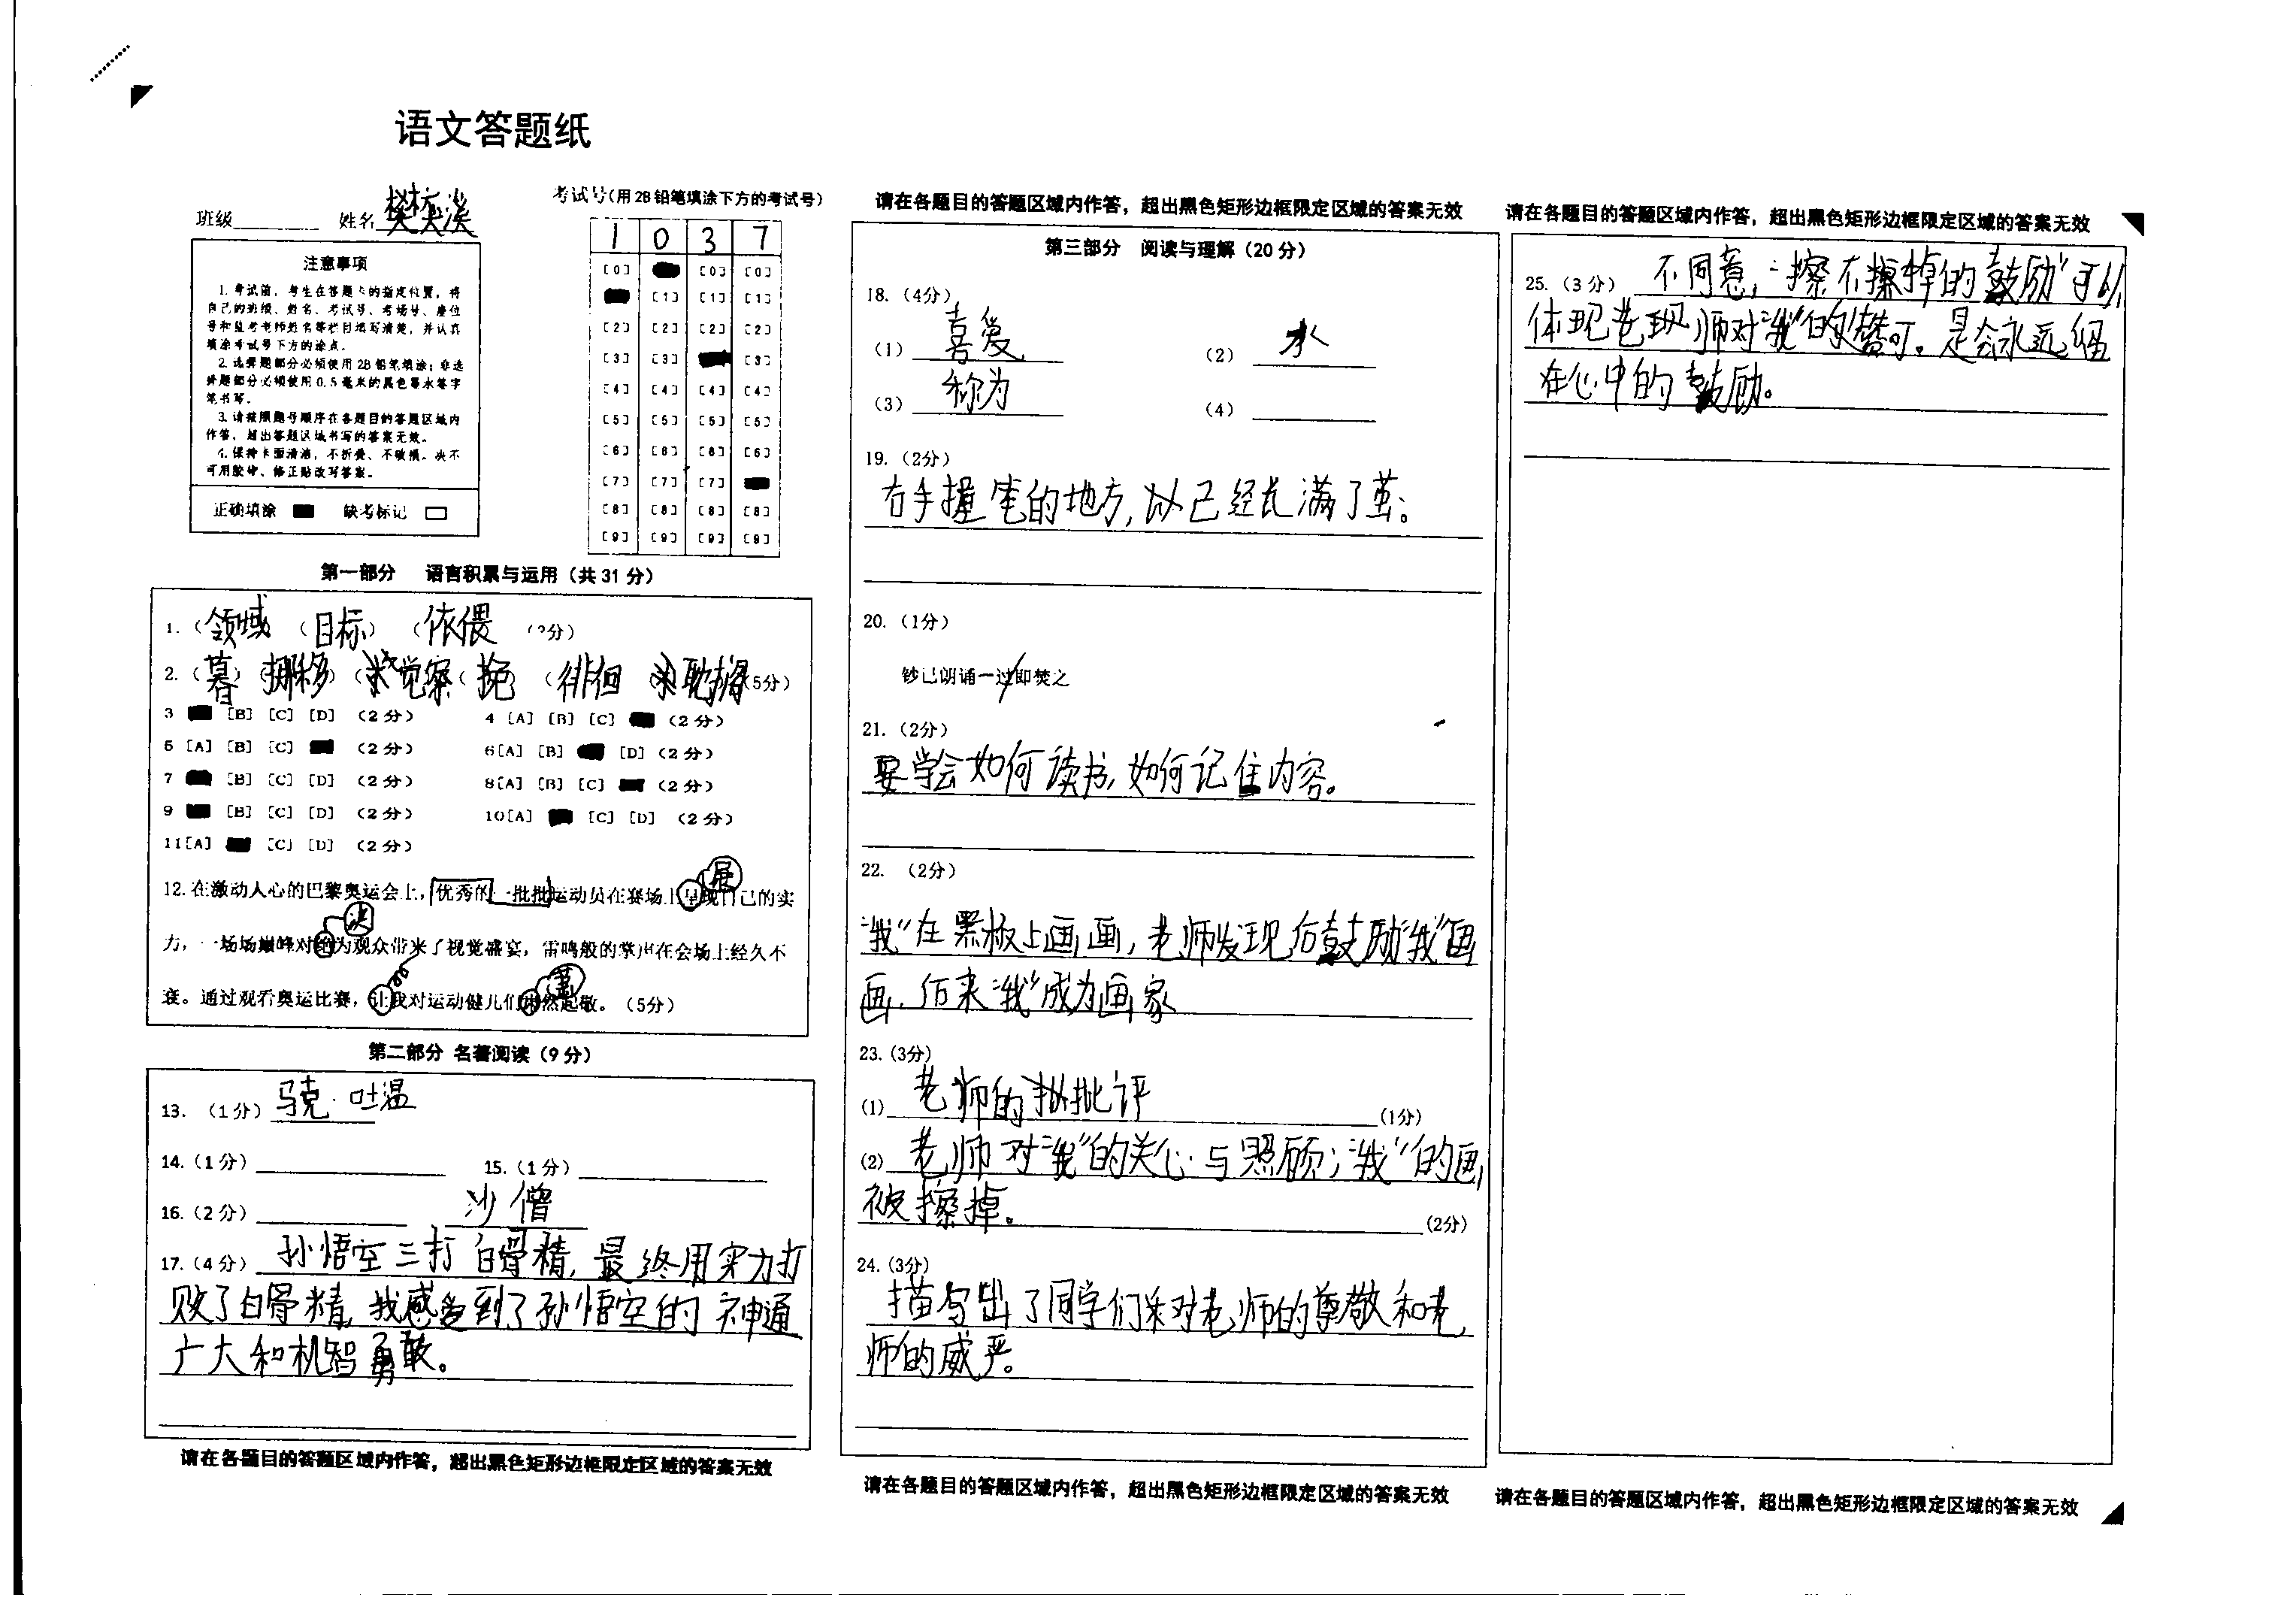 语文答题纸
班级 姓名 樊奕溪
考试号(用2B铅笔填涂下方的考试号)
1 0 3 7
[0] [0] [0]
[1] [1] [1]
[2] [2] [2] [2]
[3] [3] [3]
[4] [4] [4] [4]
[5] [5] [5] [5]
[6] [6] [6] [6]
[7] [7] [7]
[8] [8] [8] [8]
[9] [9] [9] [9]
注意事项
1.考试前,考生在答题卡的指定位置,将
自己的班级、姓名、考试号、考场号、座位
号和监考老师姓名等栏目填写清楚,并认真
填涂考试号下方的涂点。
2.选择题部分必须使用2B铅笔填涂;非选
择题部分必须使用0.5毫米的黑色墨水签字
笔书写。
3.请按照题号顺序在各题目的答题区域内
作答,超出答题区域书写的答案无效。
4.保持卡面清洁,不折叠、不破损。决不
可用胶带、修正贴改写答案。
正确填涂 缺考标记
第一部分 语言积累与运用(共31分)
1.(领域)(目标)(依偎
2.(暮)(挪移)(觉察(挽)(徘徊 耽搁 (5分)
3 [B] [C] [D] (2分) 4 [A] [B] [C] (2分)
5 [A] [B] [C] (2分) 6[A] [B] [D] (2分)
7 [B] [C] [D] (2分) 8[A] [B] [C] (2分)
9 [B] [C] [D] (2分) 10[A] [C] [D] (2分)
11[A] [C] [D] (2分)
12.在激动人心的巴黎奥运会上,优秀的一批批运动员在赛场上呈现自己的实
展
力,一场场巅峰对绝为观众带来了视觉盛宴,雷鸣般的掌声在会场上经久不
决
衰。通过观看奥运比赛,让我对运动健儿们肃然起敬。(5分)
第二部分 名著阅读(9分)
13.(1分)马克·吐温
14.(1分) 15.(1分)
16.(2分) 沙僧
17.(4分)孙悟空三打白骨精,最终用实力打
败了白骨精,我感受到了孙悟空的神通
广大和机智勇敢。
请在各题目的答题区域内作答,超出黑色矩形边框限定区域的答案无效
请在各题目的答题区域内作答,超出黑色矩形边框限定区域的答案无效
第三部分 阅读与理解(20分)
18.(4分)
(1)喜爱 (2)水
(3)称为 (4)
19.(2分)
右手握笔的地方,已经长满了茧。
20.(1分)
钞已朗诵一过/即焚之
21.(2分)
要学会如何读书,如何记住内容。
22.(2分)
“我”在黑板上画画,老师发现后鼓励“我”画
画.后来“我”成为画家
23.(3分)
(1)老师的批评 (1分)
(2)老师对“我”的关心与照顾;“我”的画
被擦掉。 (2分)
24.(3分)
描写出了同学们对老师的尊敬和老
师的威严。
请在各题目的答题区域内作答,超出黑色矩形边框限定区域的答案无效
请在各题目的答题区域内作答,超出黑色矩形边框限定区域的答案无效
25.(3分)不同意,“擦不掉的鼓励”可以
体现老师对“我”的赞可。是会永远留
在心中的鼓励。
请在各题目的答题区域内作答,超出黑色矩形边框限定区域的答案无效